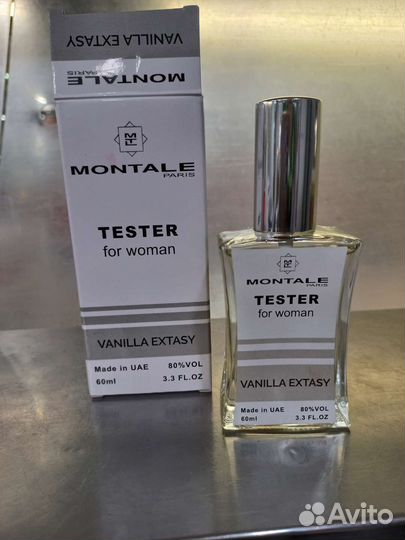 VANILLA EXTASY
MONTALE
PARIS
MONTALE
PARIS
TESTER
for woman
VANILLA EXTASY
Made in UAE 80%VOL
60ml 3.3 FL.OZ
MONTALE
PARIS
TESTER
for woman
VANILLA EXTASY
Made in UAE 80%VOL
60ml 3.3 FL.OZ
Avito